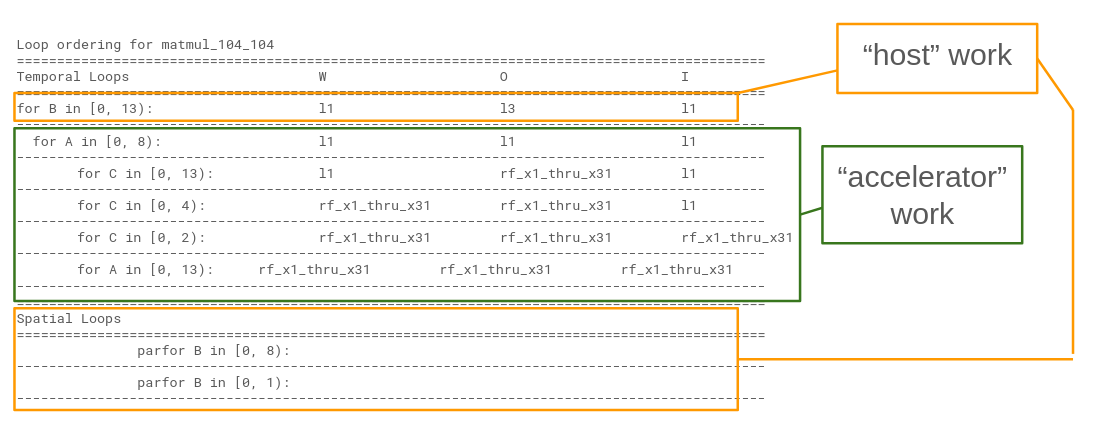 Loop ordering for matmul_104_104
=============================================================================================
Temporal Loops W O I
=============================================================================================
for B in [0, 13): l1 l3 l1
---------------------------------------------------------------------------------------------
for A in [0, 8): l1 l1 l1
---------------------------------------------------------------------------------------------
for C in [0, 13): l1 rf_x1_thru_x31 l1
---------------------------------------------------------------------------------------------
for C in [0, 4): rf_x1_thru_x31 rf_x1_thru_x31 l1
---------------------------------------------------------------------------------------------
for C in [0, 2): rf_x1_thru_x31 rf_x1_thru_x31 rf_x1_thru_x31
---------------------------------------------------------------------------------------------
for A in [0, 13): rf_x1_thru_x31 rf_x1_thru_x31 rf_x1_thru_x31
---------------------------------------------------------------------------------------------
=============================================================================================
Spatial Loops
=============================================================================================
parfor B in [0, 8):
---------------------------------------------------------------------------------------------
parfor B in [0, 1):
---------------------------------------------------------------------------------------------
“host” work
“accelerator”
work